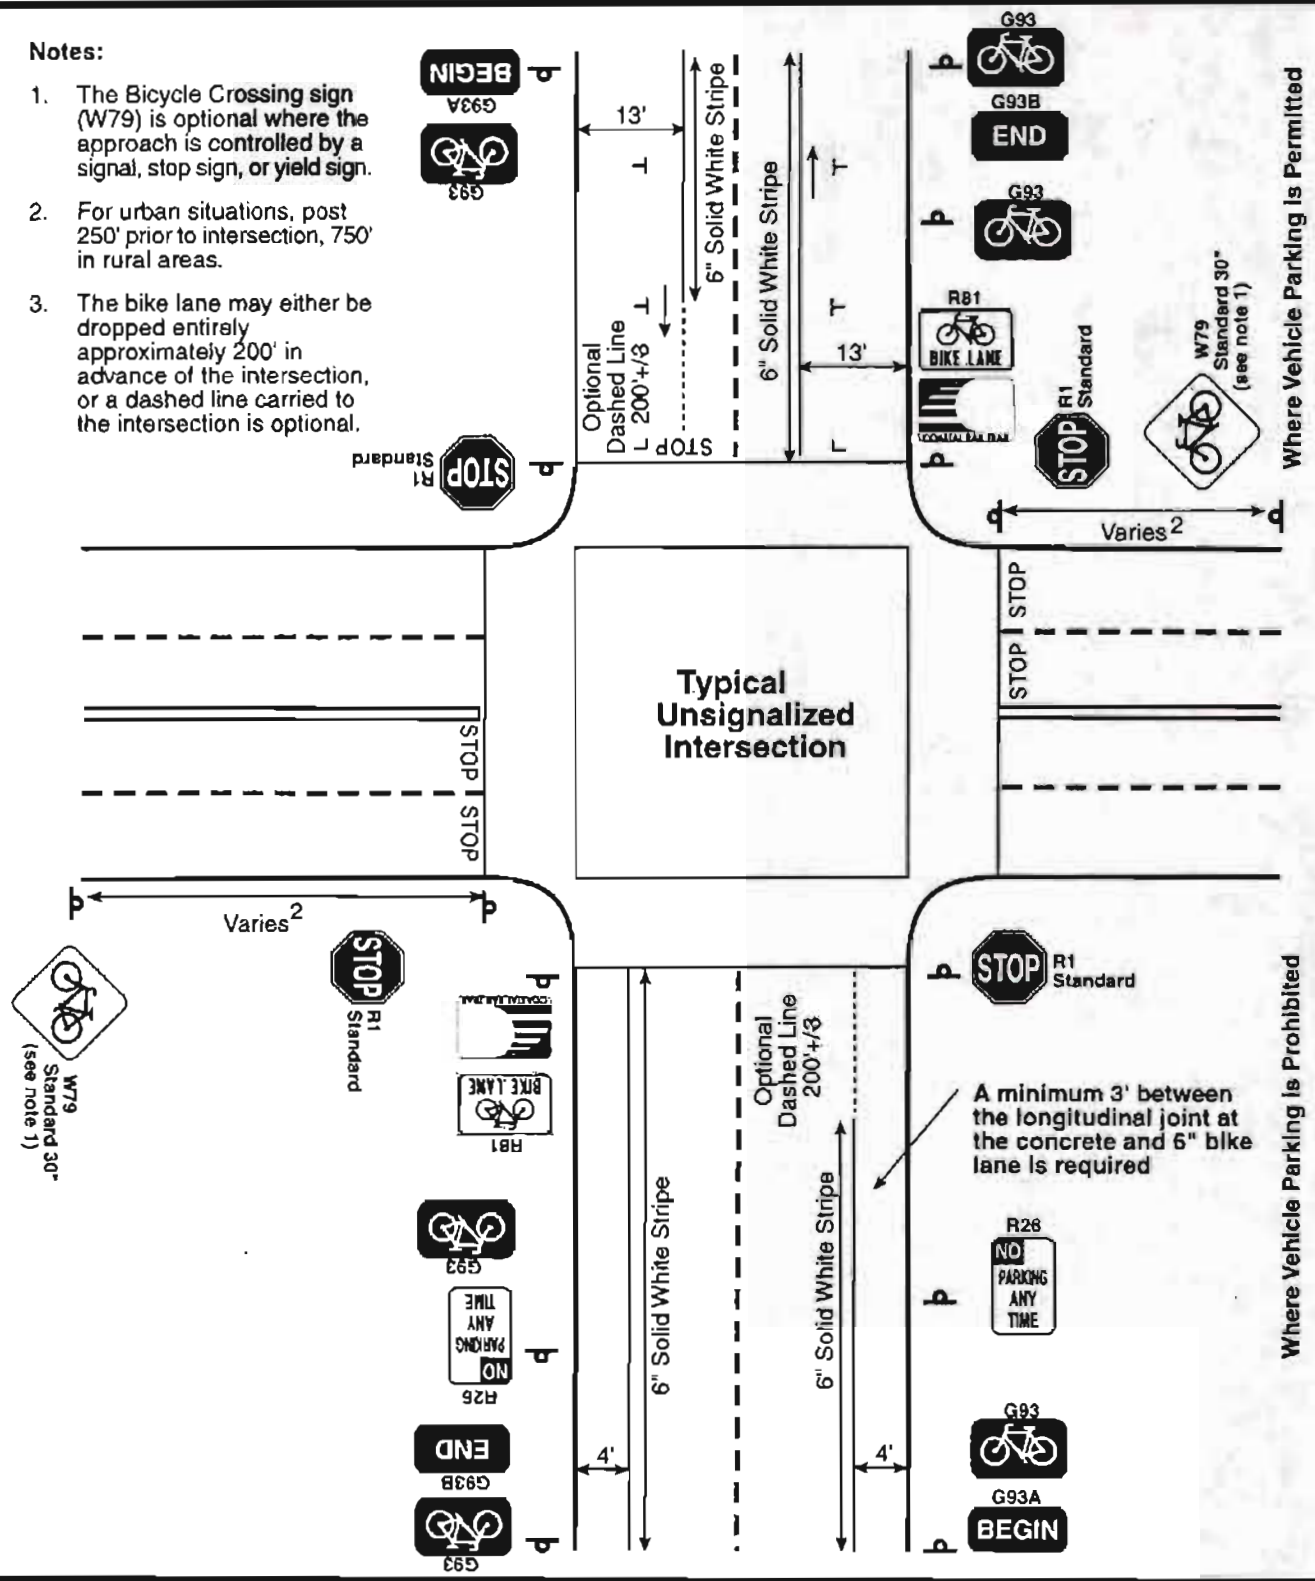 Notes:
1. The Bicycle Crossing sign
(W79) is optional where the
approach is controlled by a
signal, stop sign, or yield sign.
2. For urban situations, post
250' prior to intersection, 750'
in rural areas.
3. The bike lane may either be
dropped entirely
approximately 200' in
advance of the intersection,
or a dashed line carried to
the intersection is optional.
BEGIN
G93A
G93
R1
Standard
STOP
13'
6" Solid White Stripe
Optional
Dashed Line
200'+/3
STOP
6" Solid White Stripe
13'
G93
G93B
END
G93
R81
BIKE LANE
COASTAL RAIL TRAIL
STOP
R1
Standard
W79
Standard 30"
(see note 1)
Where Vehicle Parking Is Permitted
Varies2
STOP
STOP
Typical
Unsignalized
Intersection
STOP
STOP
Varies2
W79
Standard 30"
(see note 1)
STOP
R1
Standard
COASTAL RAIL TRAIL
BIKE LANE
R81
G93
NO
PARKING
ANY
TIME
R26
END
G93B
G93
4'
6" Solid White Stripe
Optional
Dashed Line
200'+/3
6" Solid White Stripe
4'
STOP
R1
Standard
A minimum 3' between
the longitudinal joint at
the concrete and 6" bike
lane is required
R26
NO
PARKING
ANY
TIME
G93
G93A
BEGIN
Where Vehicle Parking Is Prohibited